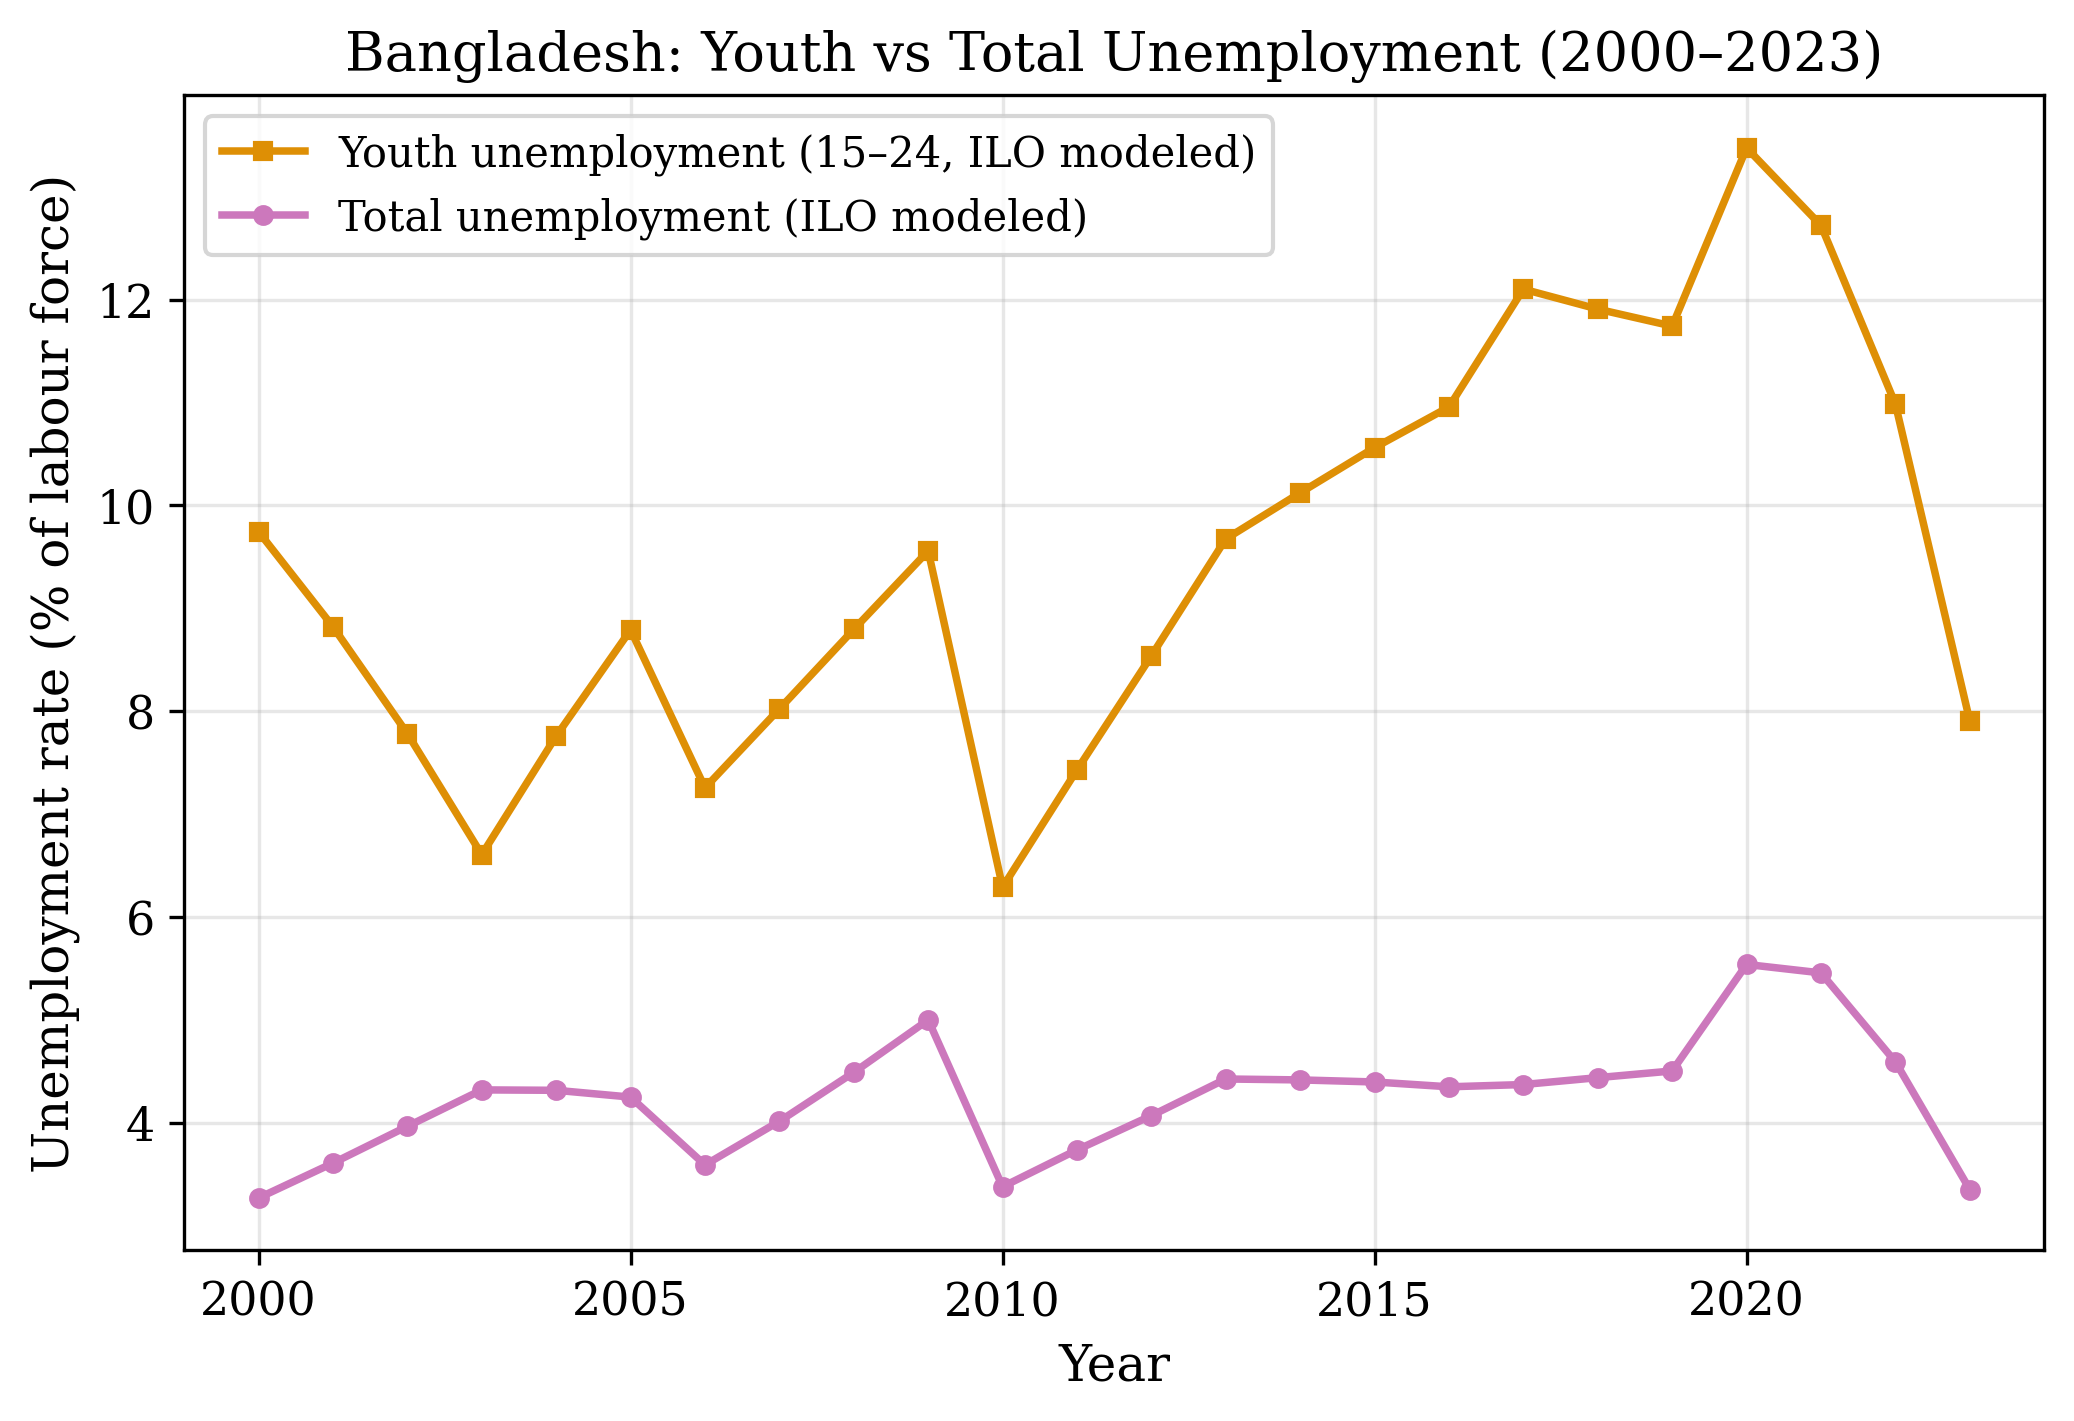 Bangladesh: Youth vs Total Unemployment (2000–2023)
Youth unemployment (15–24, ILO modeled)
Total unemployment (ILO modeled)
Unemployment rate (% of labour force)
12
10
8
6
4
2000 2005 2010 2015 2020
Year